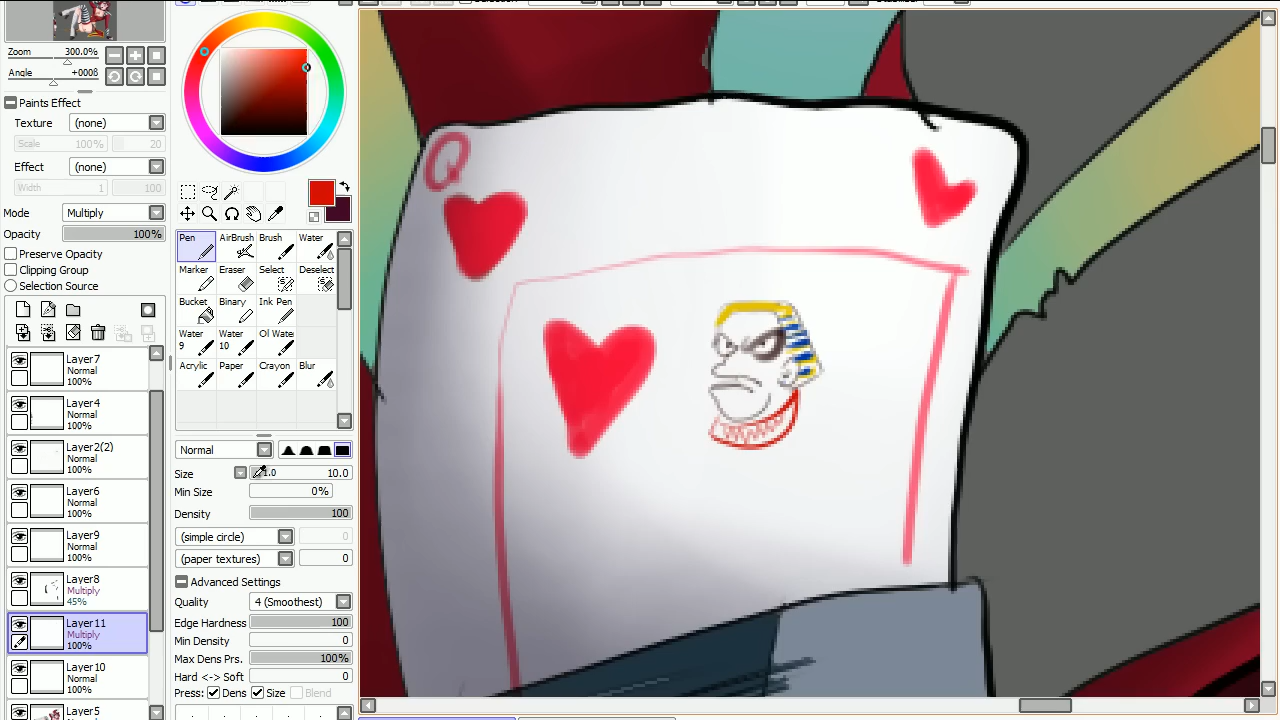 Zoom 300.0%
Angle +000ß
Paints Effect
Texture (none)
Scale 100% 20
Effect (none)
Width 1 100
Mode Multiply
Opacity 100%
Preserve Opacity
Clipping Group
Selection Source
Layer
100%
Normal
100%
Layer2(2)
Normal
100%
Layer6
Normal
100%
Layer9
Normal
100%
Layer8
Multiply
45%
Layer11
Multiply
100%
Layer10
Normal
100%
Layer5
Pen AirBrush Brush Water
Marker Eraser Select Deselect
Bucket Binary Ink Pen
Water 9 Water 10 Ol Wate
Acrylic Paper Crayon Blur
Normal
Size 10.0
Min Size 0%
Density 100
(simple circle) 0
(paper textures) 0
Advanced Settings
Quality 4 (Smoothest)
Edge Hardness 100
Min Density 0
Max Dens Prs. 100%
Hard <-> Soft 0
Press: Dens Size Blend
Q